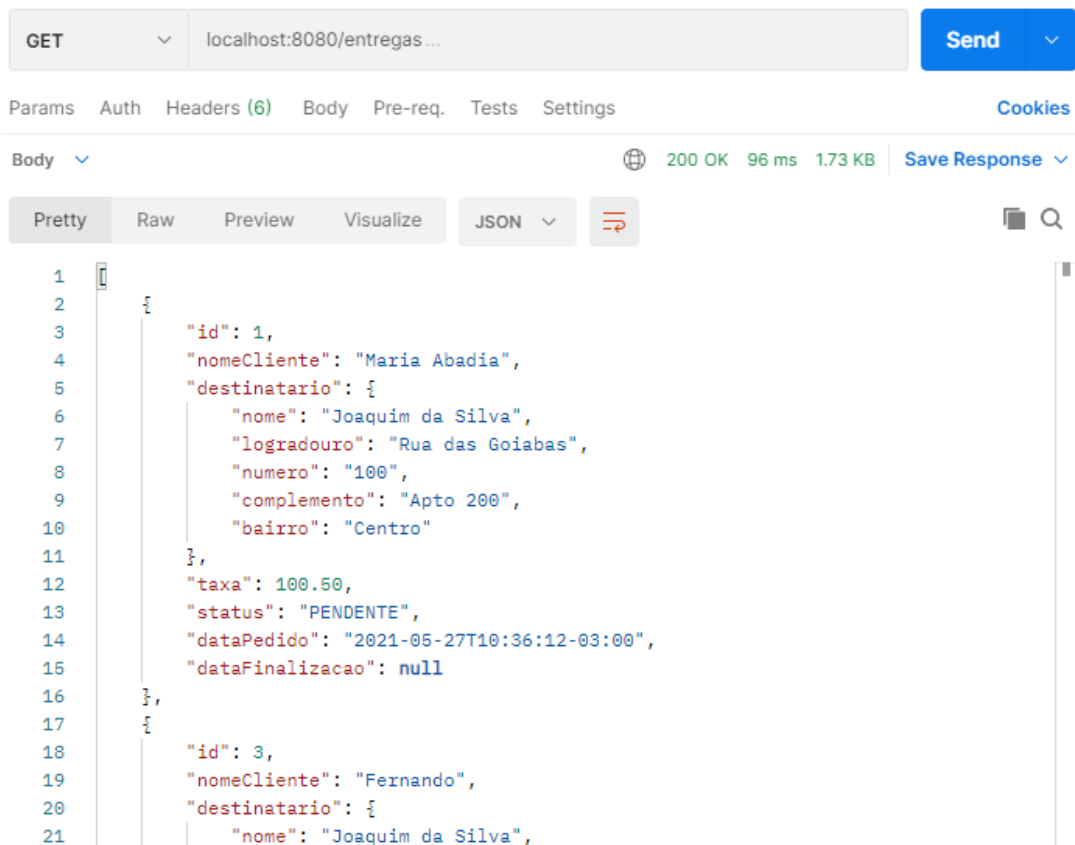 GET localhost:8080/entregas... Send
Params Auth Headers (6) Body Pre-req. Tests Settings Cookies
Body 200 OK 96 ms 1.73 KB Save Response
Pretty Raw Preview Visualize JSON
1 [
2 {
3 "id": 1,
4 "nomeCliente": "Maria Abadia",
5 "destinatario": {
6 "nome": "Joaquim da Silva",
7 "logradouro": "Rua das Goiabas",
8 "numero": "100",
9 "complemento": "Apto 200",
10 "bairro": "Centro"
11 },
12 "taxa": 100.50,
13 "status": "PENDENTE",
14 "dataPedido": "2021-05-27T10:36:12-03:00",
15 "dataFinalizacao": null
16 },
17 {
18 "id": 3,
19 "nomeCliente": "Fernando",
20 "destinatario": {
21 "nome": "Joaquim da Silva",